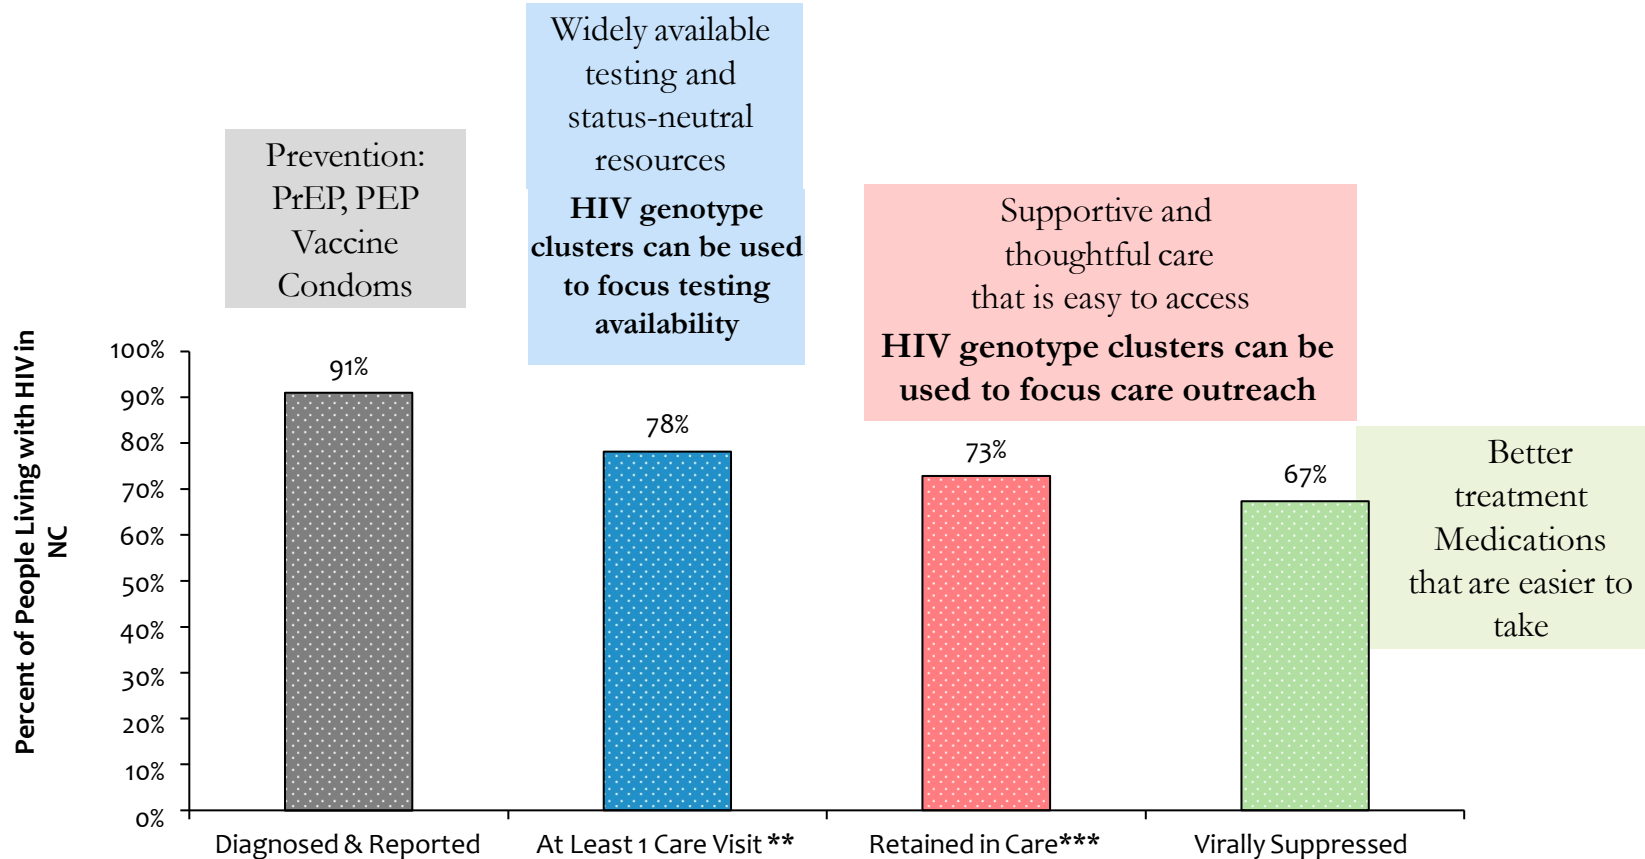 Widely available
testing and
status-neutral
resources
HIV genotype
clusters can be used
to focus testing
availability
Prevention:
PrEP, PEP
Vaccine
Condoms
Supportive and
thoughtful care
that is easy to access
HIV genotype clusters can be
used to focus care outreach
Better
treatment
Medications
that are easier to
take
Percent of People Living with HIV in
NC
100%
90%
80%
70%
60%
50%
40%
30%
20%
10%
0%
91%
78%
73%
67%
Diagnosed & Reported
At Least 1 Care Visit **
Retained in Care***
Virally Suppressed